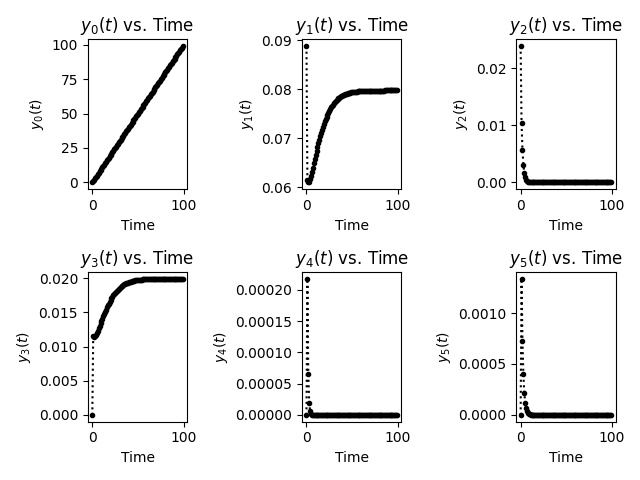 y₀(t) vs. Time
y₁(t) vs. Time
y₂(t) vs. Time
100
75
50
25
0
y₀(t)
0 100
Time
0.09
0.08
0.07
0.06
y₁(t)
0 100
Time
0.02
0.01
0.00
y₂(t)
0 100
Time
y₃(t) vs. Time
y₄(t) vs. Time
y₅(t) vs. Time
0.020
0.015
0.010
0.005
0.000
y₃(t)
0 100
Time
0.00020
0.00015
0.00010
0.00005
0.00000
y₄(t)
0 100
Time
0.0010
0.0005
0.0000
y₅(t)
0 100
Time